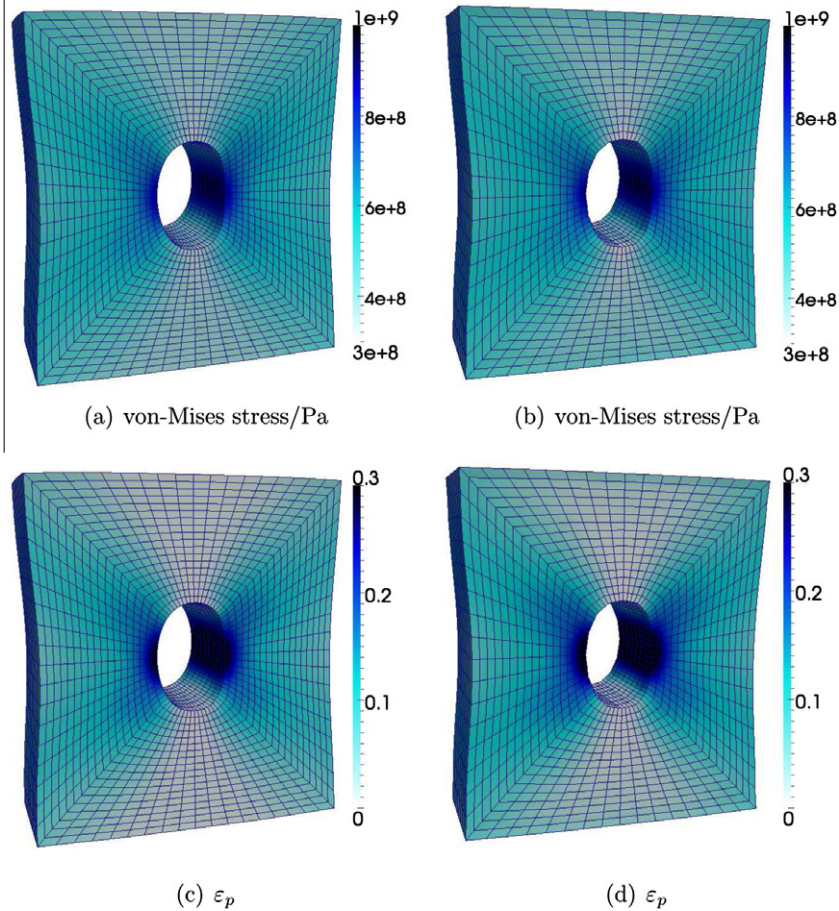 1e+9
8e+8
6e+8
4e+8
3e+8
(a) von-Mises stress/Pa
1e+9
8e+8
6e+8
4e+8
3e+8
(b) von-Mises stress/Pa
0.3
0.2
0.1
0
(c) εp
0.3
0.2
0.1
0
(d) εp